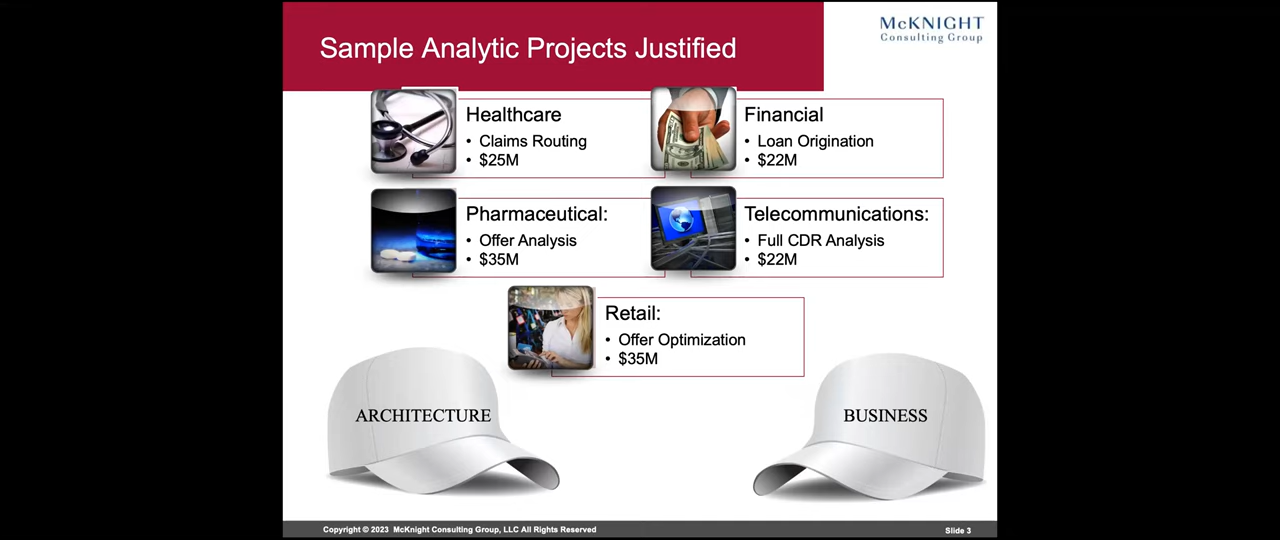 Sample Analytic Projects Justified
McKNIGHT
Consulting Group
Healthcare
• Claims Routing
• $25M
Financial
• Loan Origination
• $22M
Pharmaceutical:
• Offer Analysis
• $35M
Telecommunications:
• Full CDR Analysis
• $22M
Retail:
• Offer Optimization
• $35M
ARCHITECTURE
BUSINESS
Copyright © 2023 McKnight Consulting Group, LLC All Rights Reserved
Slide 3